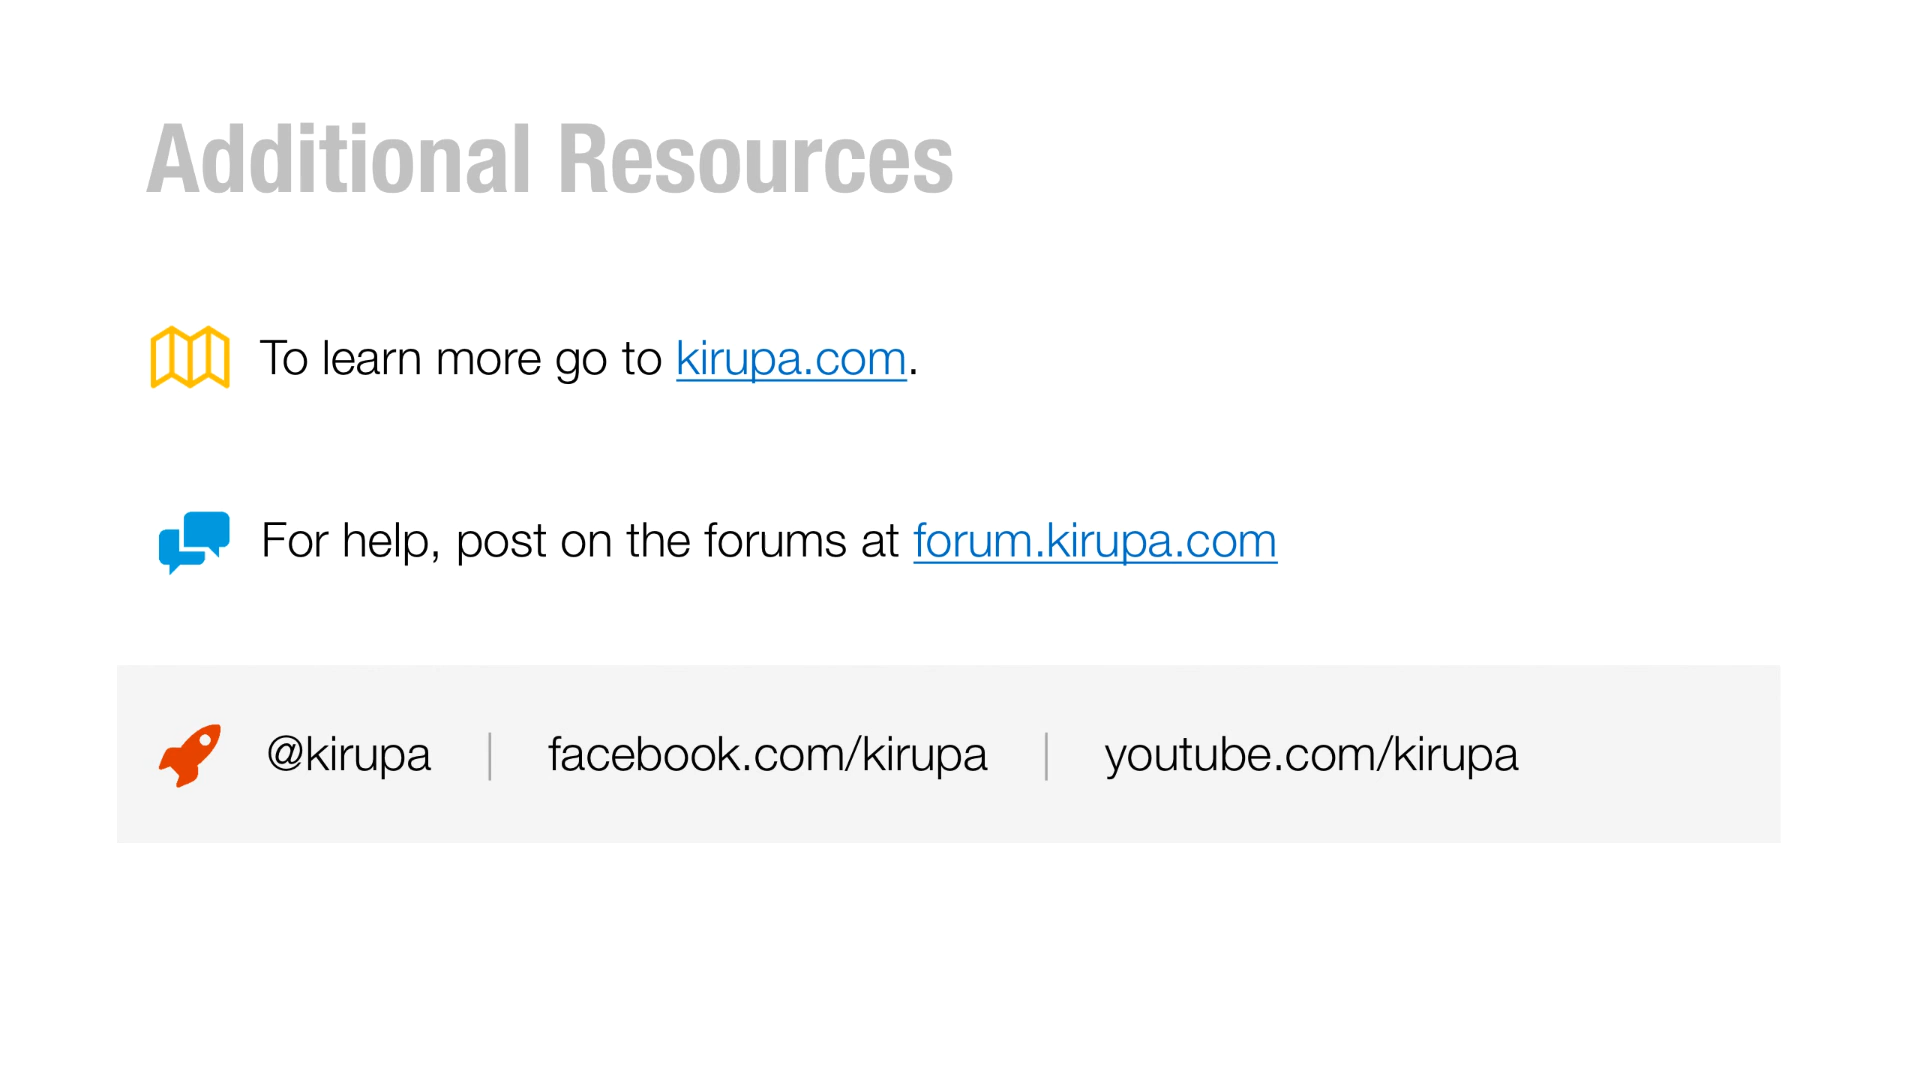 Additional Resources
To learn more go to kirupa.com.
For help, post on the forums at forum.kirupa.com
@kirupa | facebook.com/kirupa | youtube.com/kirupa